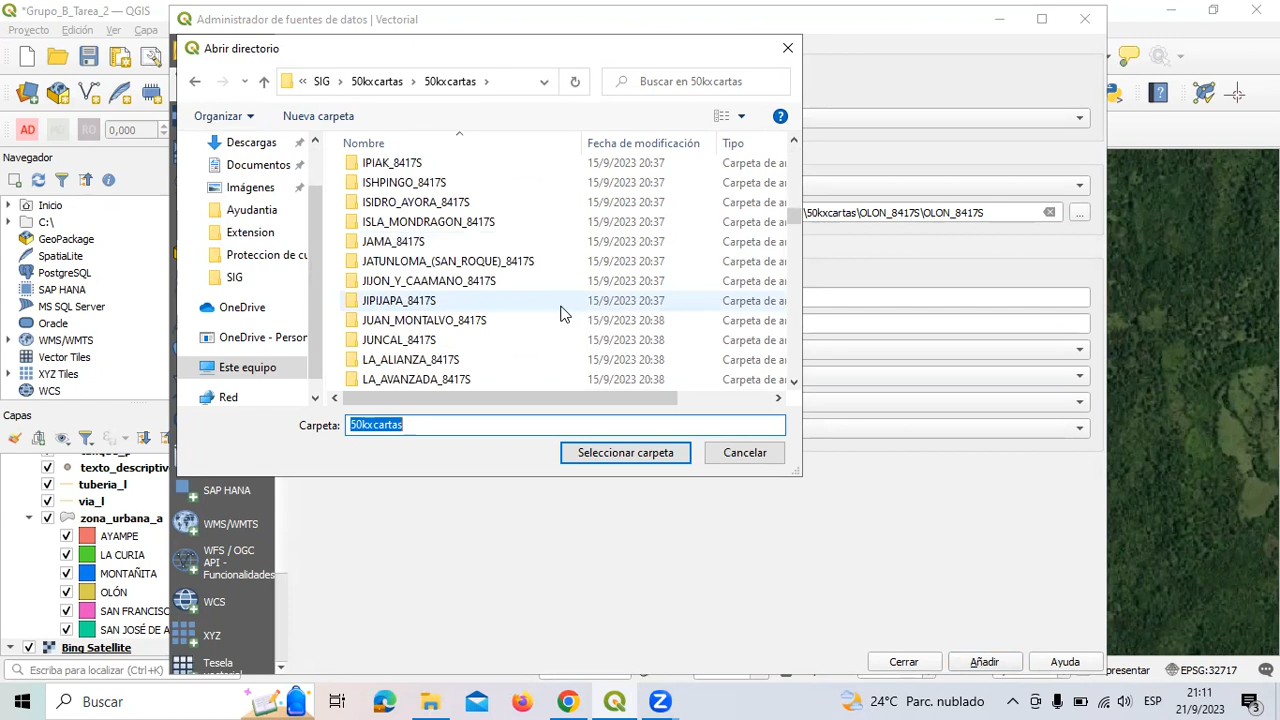 *Grupo_B_Tarea_2 — QGIS
Proyecto
Edición
Ver
Capa
AD
RO
0,000
Navegador
Inicio
C:\
GeoPackage
SpatiaLite
PostgreSQL
SAP HANA
MS SQL Server
Oracle
WMS/WMTS
Vector Tiles
XYZ Tiles
WCS
Capas
texto_descriptiv
tuberia_l
via_l
zona_urbana_a
AYAMPE
LA CURIA
MONTAÑITA
OLÓN
SAN FRANCISC
SAN JOSÉ DE A
Bing Satellite
Escriba para localizar (Ctrl+K)
Administrador de fuentes de datos | Vectorial
Abrir directorio
SIG
50kxcartas
50kxcartas
Buscar en 50kxcartas
Organizar
Nueva carpeta
Descargas
Documentos
Imágenes
Ayudantia
Extension
Proteccion de cu
SIG
OneDrive
OneDrive - Person
Este equipo
Red
Nombre
Fecha de modificación
Tipo
IPIAK_8417S 15/9/2023 20:37 Carpeta de ar
ISHPINGO_8417S 15/9/2023 20:37 Carpeta de ar
ISIDRO_AYORA_8417S 15/9/2023 20:37 Carpeta de ar
ISLA_MONDRAGON_8417S 15/9/2023 20:37 Carpeta de ar
JAMA_8417S 15/9/2023 20:37 Carpeta de ar
JATUNLOMA_(SAN_ROQUE)_8417S 15/9/2023 20:37 Carpeta de ar
JIJON_Y_CAAMANO_8417S 15/9/2023 20:37 Carpeta de ar
JIPIJAPA_8417S 15/9/2023 20:37 Carpeta de ar
JUAN_MONTALVO_8417S 15/9/2023 20:38 Carpeta de ar
JUNCAL_8417S 15/9/2023 20:38 Carpeta de ar
LA_ALIANZA_8417S 15/9/2023 20:38 Carpeta de ar
LA_AVANZADA_8417S 15/9/2023 20:38 Carpeta de ar
Carpeta: 50kxcartas
Seleccionar carpeta
Cancelar
\50kxcartas\OLON_8417S\OLON_8417S
...
SAP HANA
WMS/WMTS
WFS / OGC
API -
Funcionalidades
WCS
XYZ
Tesela
Cerrar
Añadir
Ayuda
presentar
EPSG:32717
Buscar
24°C Parc. nublado
ESP
21:11
21/9/2023
3